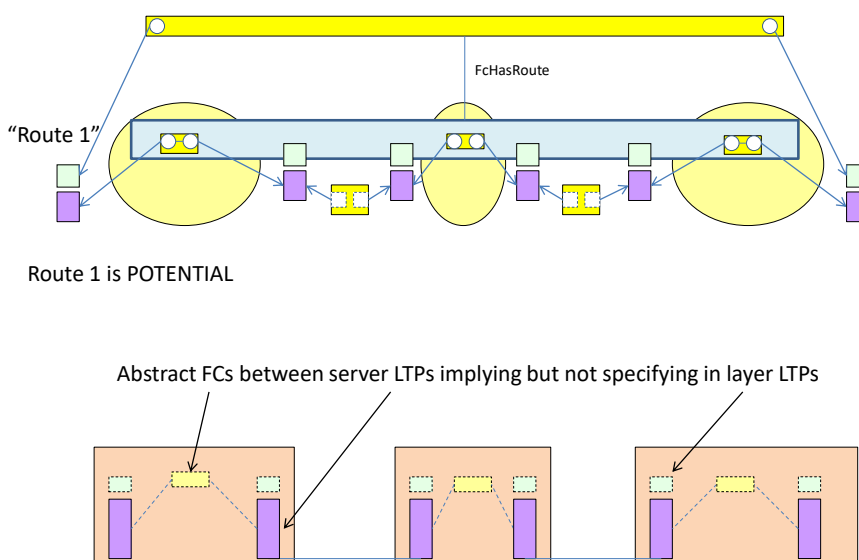 FcHasRoute
“Route 1”
Route 1 is POTENTIAL
Abstract FCs between server LTPs implying but not specifying in layer LTPs